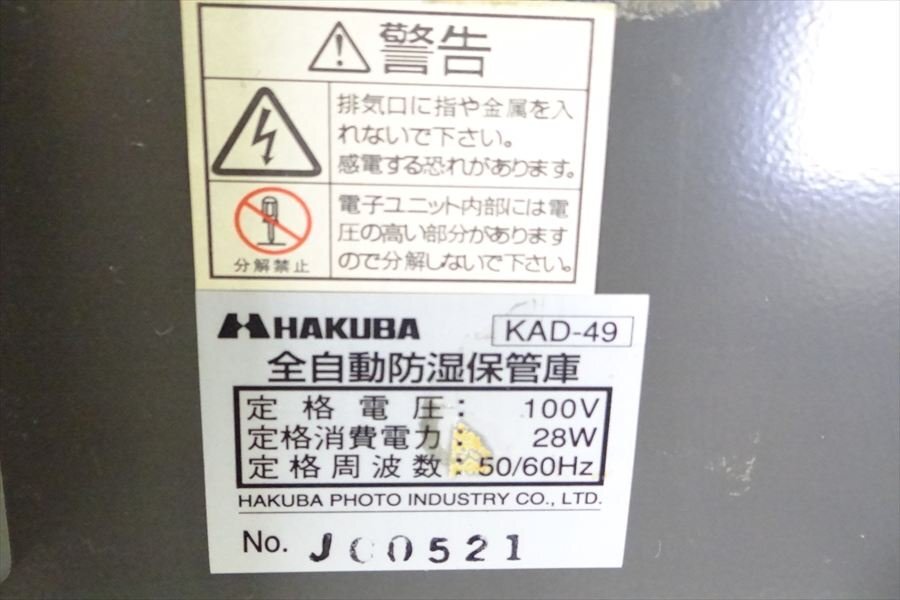 警告
排気口に指や金属を入
れないで下さい。
感電する恐れがあります。
分解禁止
電子ユニット内部には電
圧の高い部分があります
ので分解しないで下さい。
HAKUBA
KAD-49
全自動防湿保管庫
定格電圧: 100V
定格消費電力: 28W
定格周波数: 50/60Hz
HAKUBA PHOTO INDUSTRY CO., LTD.
No. JC0521